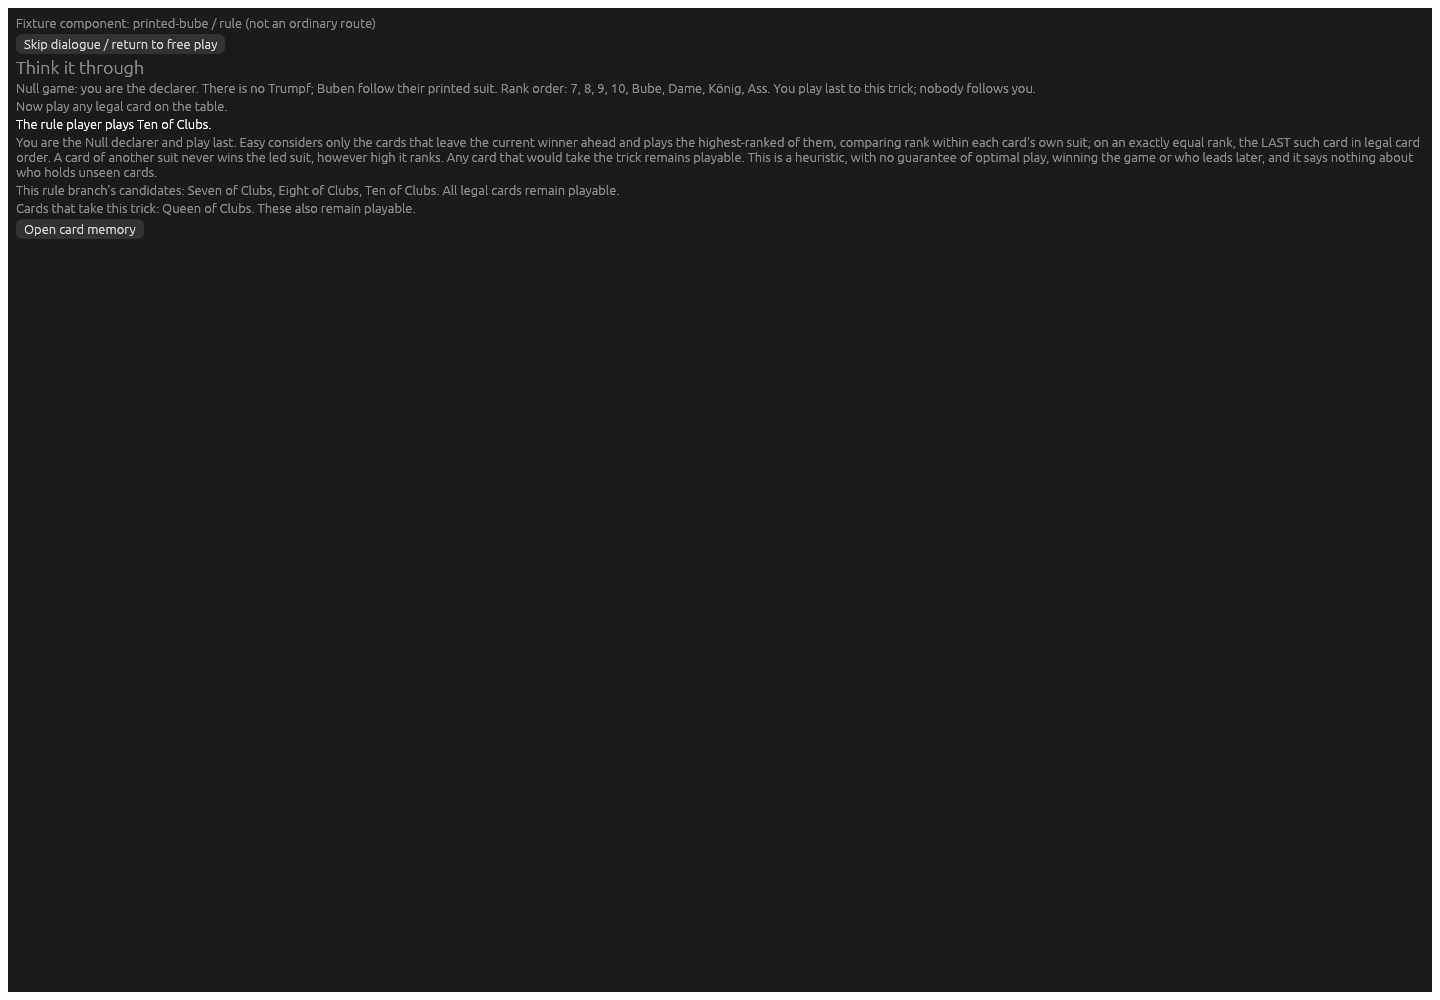 Fixture component: printed-bube / rule (not an ordinary route)
Skip dialogue / return to free play
Think it through
Null game: you are the declarer. There is no Trumpf; Buben follow their printed suit. Rank order: 7, 8, 9, 10, Bube, Dame, König, Ass. You play last to this trick; nobody follows you.
Now play any legal card on the table.
The rule player plays Ten of Clubs.
You are the Null declarer and play last. Easy considers only the cards that leave the current winner ahead and plays the highest-ranked of them, comparing rank within each card's own suit; on an exactly equal rank, the LAST such card in legal card
order. A card of another suit never wins the led suit, however high it ranks. Any card that would take the trick remains playable. This is a heuristic, with no guarantee of optimal play, winning the game or who leads later, and it says nothing about
who holds unseen cards.
This rule branch's candidates: Seven of Clubs, Eight of Clubs, Ten of Clubs. All legal cards remain playable.
Cards that take this trick: Queen of Clubs. These also remain playable.
Open card memory